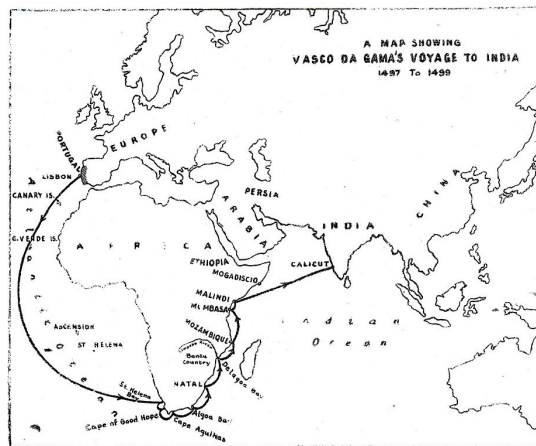 A MAP SHOWING
VASCO DA GAMA'S VOYAGE TO INDIA
1497 To 1499
EUROPE
PORTUGAL
LISBON
CANARY IS.
C. VERDE IS.
Atlantic Ocean
AFRICA
ARABIA
PERSIA
INDIA
CHINA
ETHIOPIA
MOGADISCIO
CALICUT
MALINDI
MOMBASA
MOZAMBIQUE
Indian
Ocean
ASCENSION
ST HELENA
Bantu
Country
Delagoa Bay
NATAL
St. Helena
Bay
Algoa Bay
Cape of Good Hope
Cape Agulhas